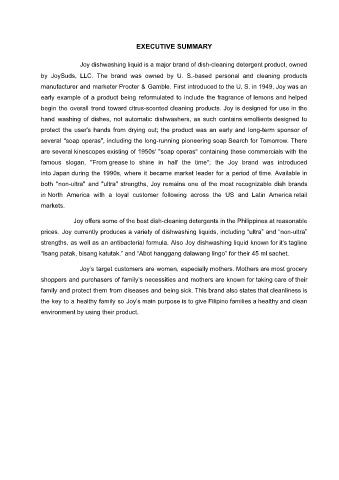 EXECUTIVE SUMMARY
Joy dishwashing liquid is a major brand of dish-cleaning detergent product, owned
by JoySuds, LLC. The brand was owned by U. S.-based personal and cleaning products
manufacturer and marketer Procter & Gamble. First introduced to the U. S. in 1949, Joy was an
early example of a product being reformulated to include the fragrance of lemons and helped
begin the overall trend toward citrus-scented cleaning products. Joy is designed for use in the
hand washing of dishes, not automatic dishwashers, as such contains emollients designed to
protect the user's hands from drying out; the product was an early and long-term sponsor of
several "soap operas", including the long-running pioneering soap Search for Tomorrow. There
are several kinescopes existing of 1950s' "soap operas" containing these commercials with the
famous slogan, "From grease to shine in half the time"; the Joy brand was introduced
into Japan during the 1990s, where it became market leader for a period of time. Available in
both "non-ultra" and "ultra" strengths, Joy remains one of the most recognizable dish brands
in North America with a loyal customer following across the US and Latin America retail
markets.
Joy offers some of the best dish-cleaning detergents in the Philippines at reasonable
prices. Joy currently produces a variety of dishwashing liquids, including "ultra" and "non-ultra"
strengths, as well as an antibacterial formula. Also Joy dishwashing liquid known for it's tagline
"Isang patak, bisang katutak." and "Abot hanggang dalawang lingo" for their 45 ml sachet.
Joy's target customers are women, especially mothers. Mothers are most grocery
shoppers and purchasers of family's necessities and mothers are known for taking care of their
family and protect them from diseases and being sick. This brand also states that cleanliness is
the key to a healthy family so Joy's main purpose is to give Filipino families a healthy and clean
environment by using their product.